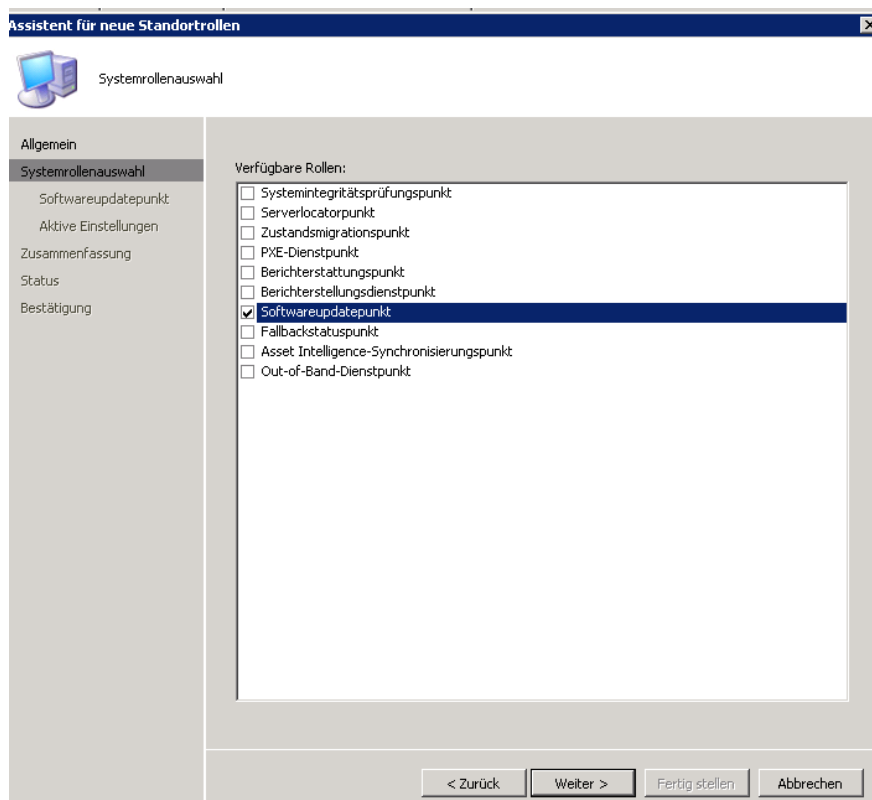 Assistent für neue Standortrollen
Systemrollenauswahl
Allgemein
Systemrollenauswahl
Softwareupdatepunkt
Aktive Einstellungen
Zusammenfassung
Status
Bestätigung
Verfügbare Rollen:
Systemintegritätsprüfungspunkt
Serverlocatorpunkt
Zustandsmigrationspunkt
PXE-Dienstpunkt
Berichterstattungspunkt
Berichterstellungsdienstpunkt
Softwareupdatepunkt
Fallbackstatuspunkt
Asset Intelligence-Synchronisierungspunkt
Out-of-Band-Dienstpunkt
< Zurück Weiter > Fertig stellen Abbrechen